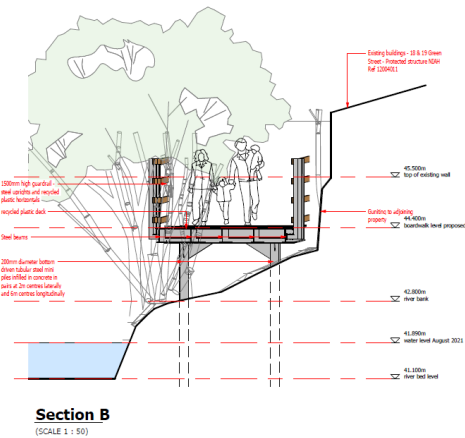 Existing buildings - 18 & 19 Green
Street - Protected structure NIAH
Ref 12004011
45.500m
top of existing wall
1500mm high guardrail -
steel uprights and recycled
plastic horizontals
recycled plastic deck
Gunitine to adjoining
property
44.400m
boardwalk level proposed
Steel beams
200mm diameter bottom
driven tubular steel mini
piles infilled in concrete in
pairs at 2m centres laterally
and 6m centres longitudinally
42.800m
river bank
41.890m
water level August 2021
41.100m
river bed level
Section B
(SCALE 1 : 50)